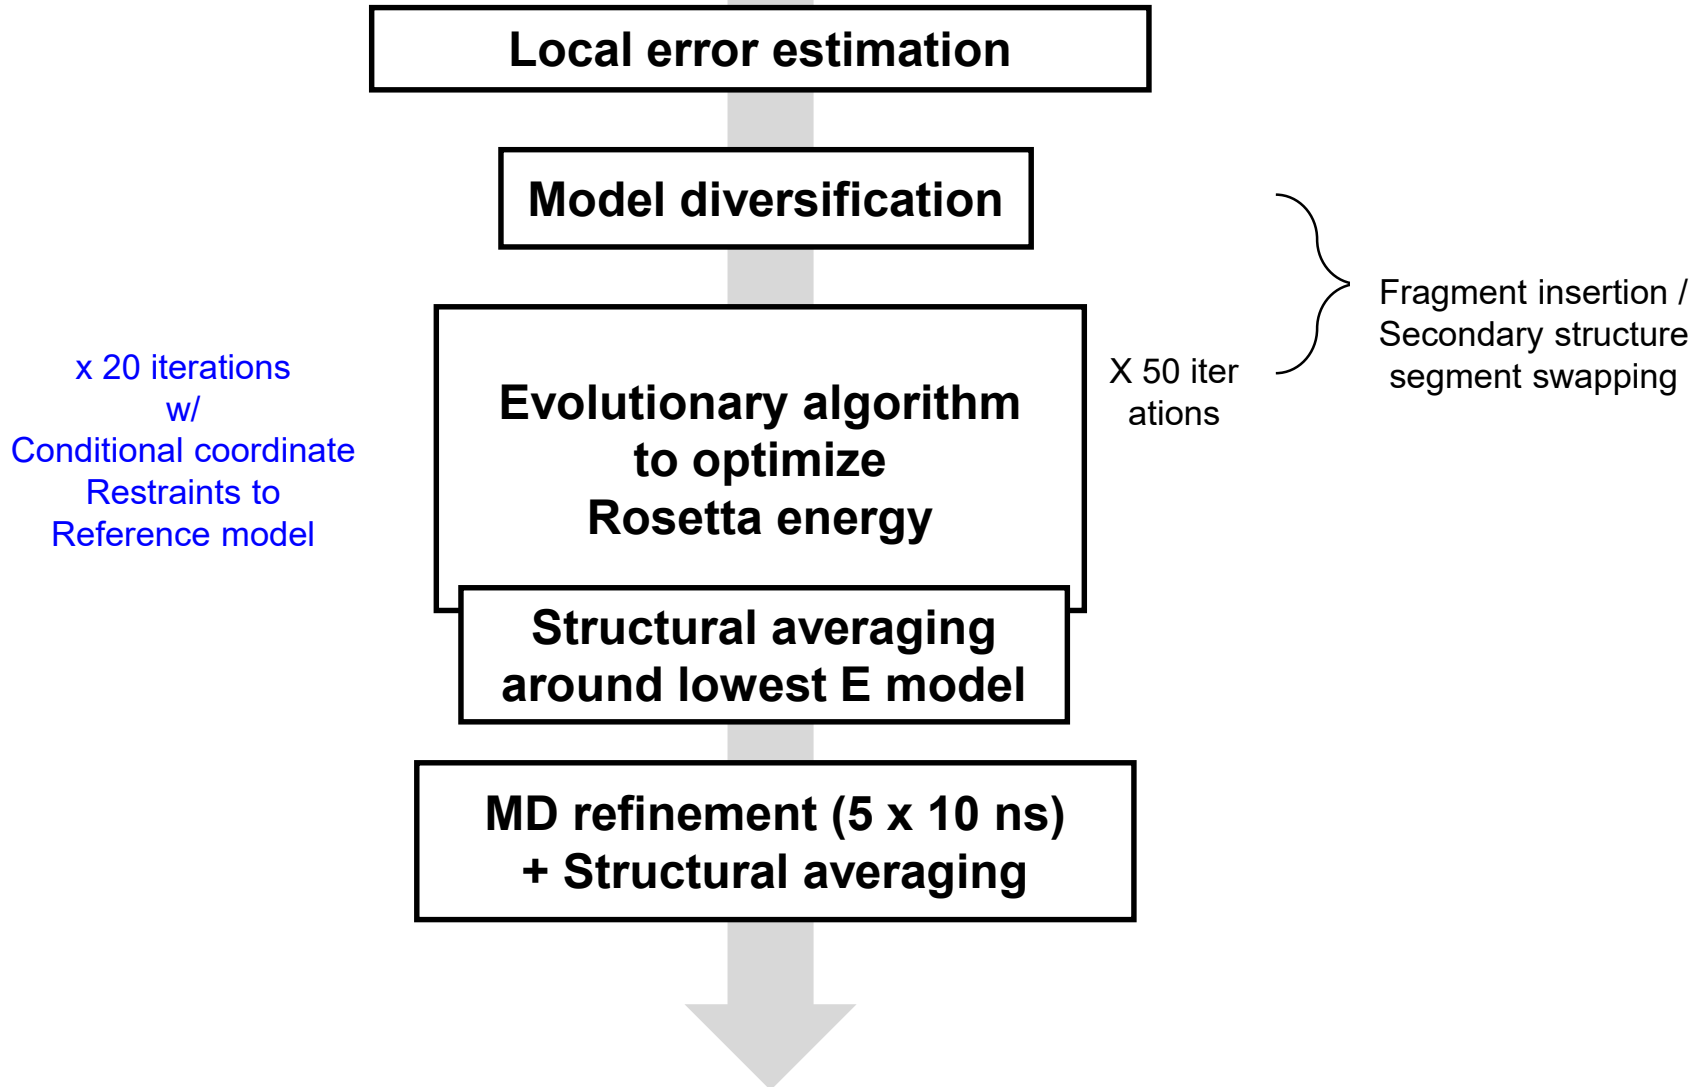 Local error estimation
Model diversification
Fragment insertion /
Secondary structure
segment swapping
x 20 iterations
w/
Conditional coordinate
Restraints to
Reference model
Evolutionary algorithm
to optimize
Rosetta energy
X 50 iter
ations
Structural averaging
around lowest E model
MD refinement (5 x 10 ns)
+ Structural averaging